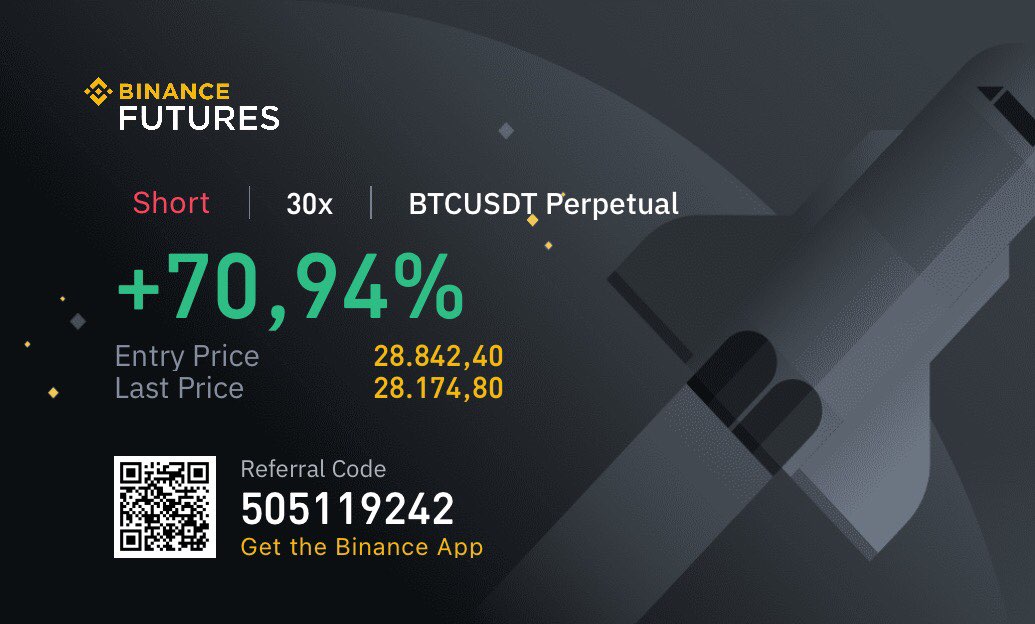 BINANCE
FUTURES
Short | 30x | BTCUSDT Perpetual
+70,94%
Entry Price 28.842,40
Last Price 28.174,80
Referral Code
505119242
Get the Binance App